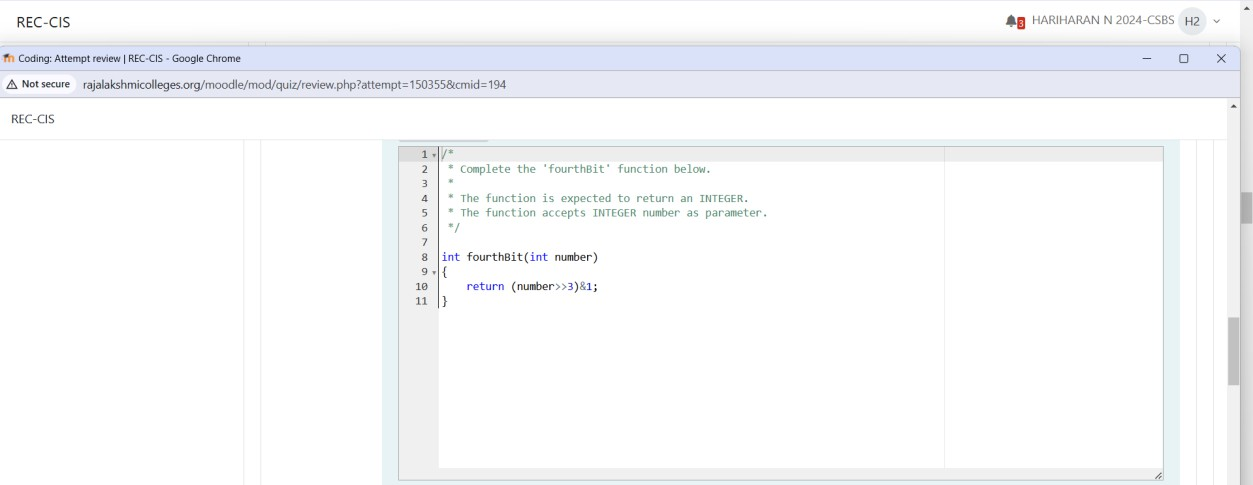 REC-CIS
3 HARIHARAN N 2024-CSBS H2
Coding: Attempt review | REC-CIS - Google Chrome
Not secure rajalakshmicolleges.org/moodle/mod/quiz/review.php?attempt=150355&cmid=194
REC-CIS
1 /*
2 * Complete the 'fourthBit' function below.
3 *
4 * The function is expected to return an INTEGER.
5 * The function accepts INTEGER number as parameter.
6 */
7
8 int fourthBit(int number)
9 {
10 return (number>>3)&1;
11 }